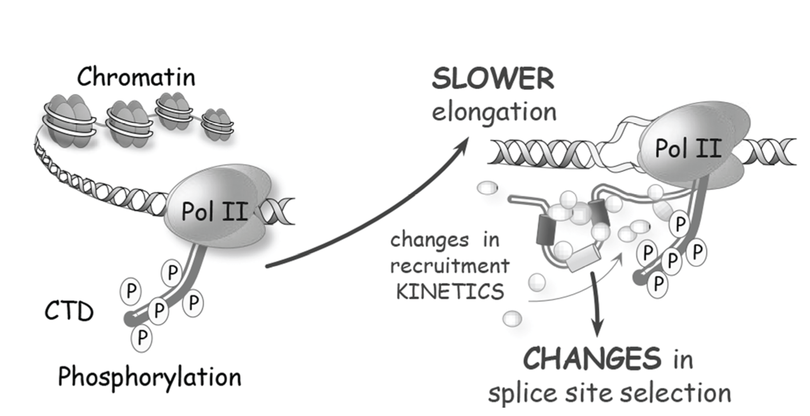 Chromatin
Pol II
P
P
P
P
P
CTD
Phosphorylation
SLOWER
elongation
Pol II
changes in
recruitment
KINETICS
P
P
P
P
P
CHANGES in
splice site selection